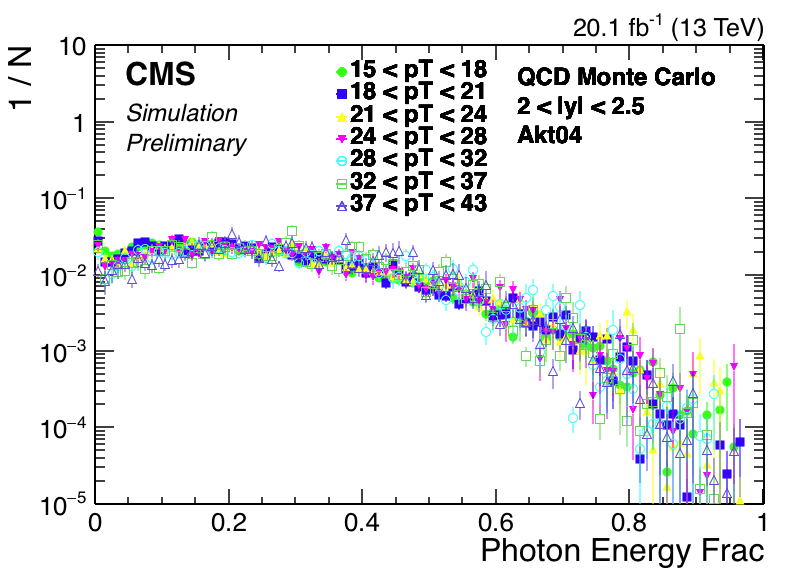 20.1 fb⁻¹ (13 TeV)
1 / N
10
1
10⁻¹
10⁻²
10⁻³
10⁻⁴
10⁻⁵
CMS
Simulation
Preliminary
15 < pT < 18
18 < pT < 21
21 < pT < 24
24 < pT < 28
28 < pT < 32
32 < pT < 37
37 < pT < 43
QCD Monte Carlo
2 < lyl < 2.5
Akt04
0 0.2 0.4 0.6 0.8 1
Photon Energy Frac